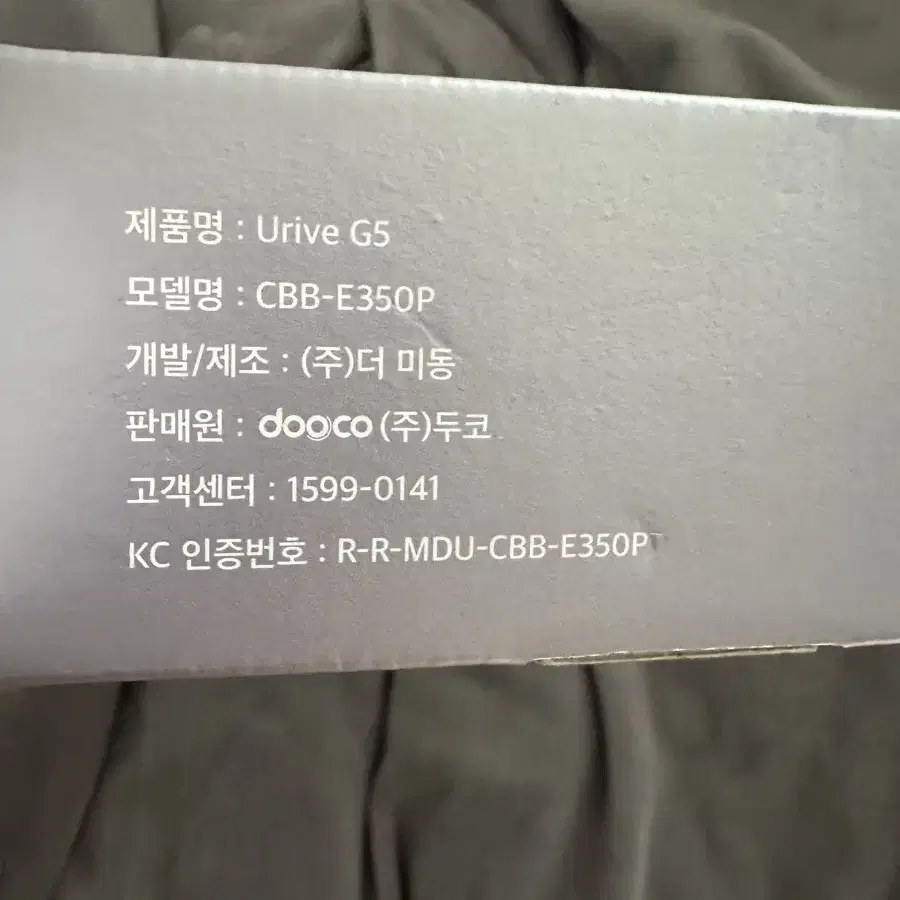 제품명 : Urive G5
모델명 : CBB-E350P
개발/제조 : (주)더 미동
판매원 : dooco (주)두코
고객센터 : 1599-0141
KC 인증번호 : R-R-MDU-CBB-E350P